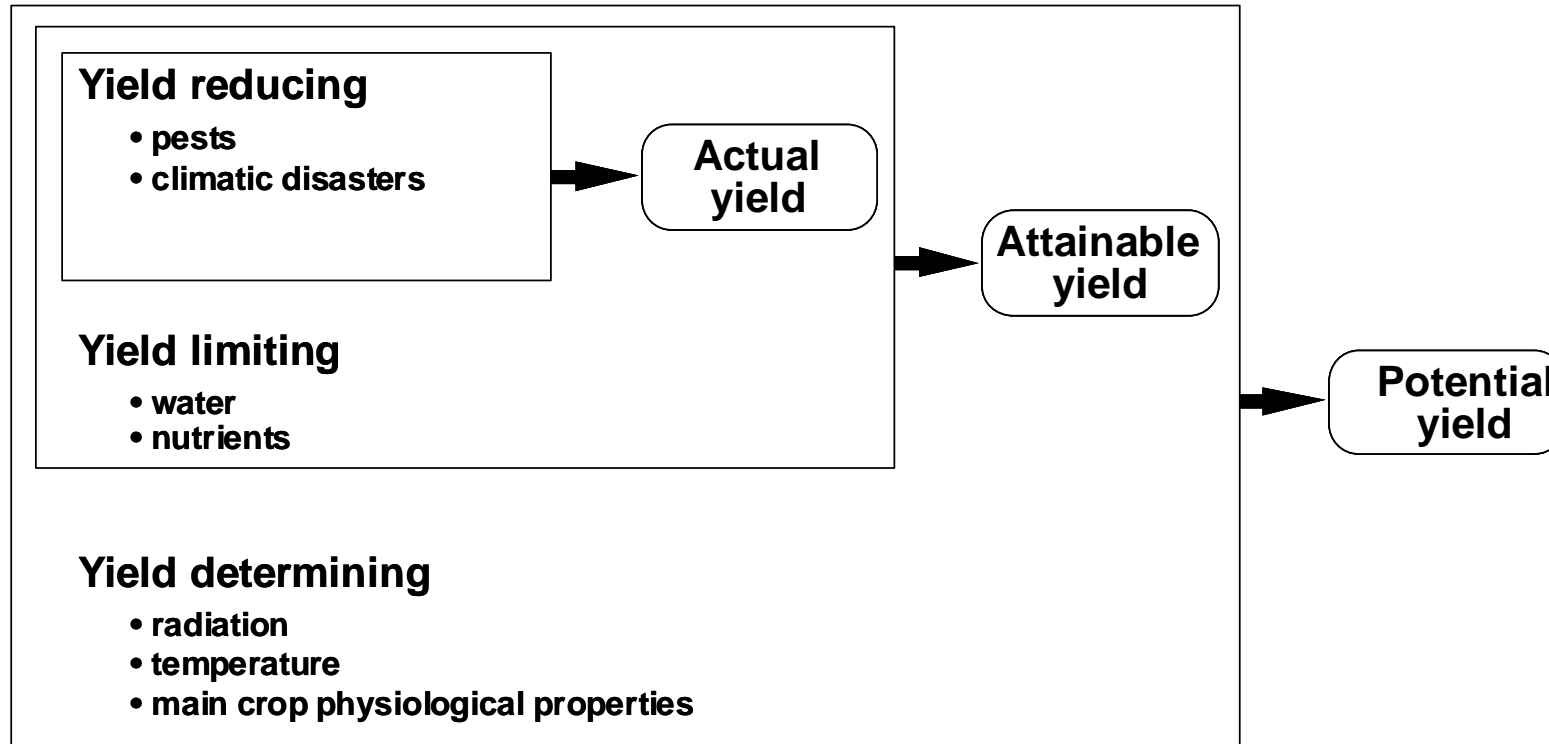 Yield reducing
• pests
• climatic disasters
Actual
yield
Attainable
yield
Yield limiting
• water
• nutrients
Potential
yield
Yield determining
• radiation
• temperature
• main crop physiological properties